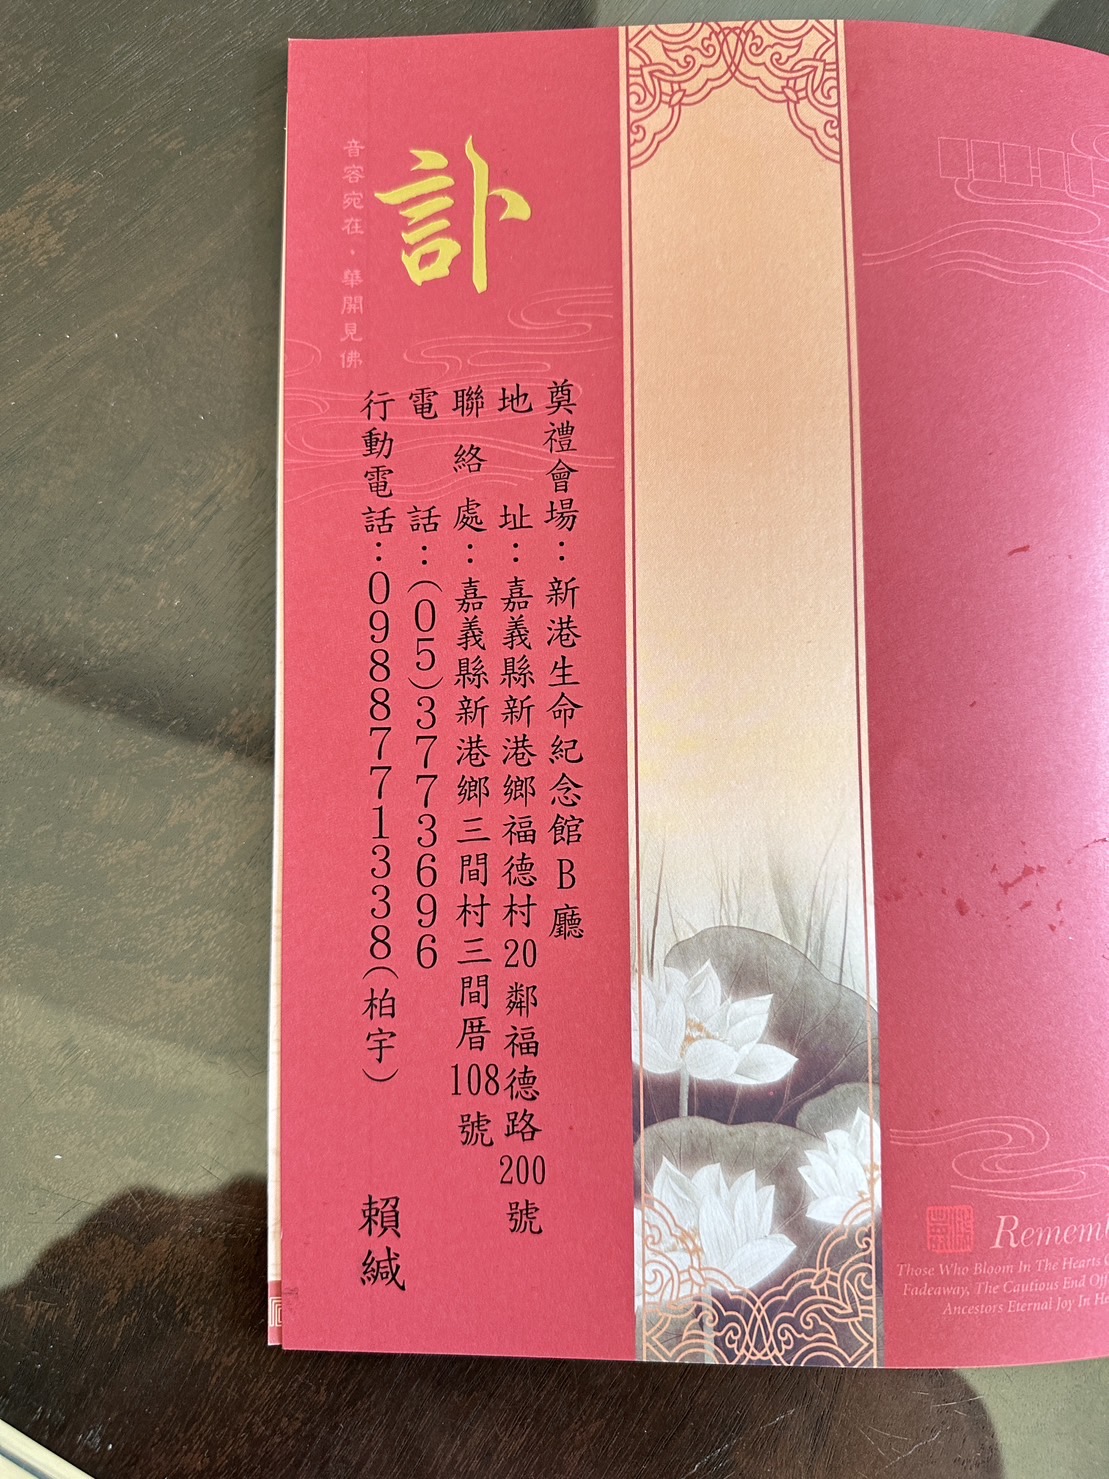 訃
音容宛在，華開見佛
奠禮會場：新港生命紀念館B廳
地址：嘉義縣新港鄉福德村20鄰福德路200號
聯絡處：嘉義縣新港鄉三間村三間厝108號
電話：(05)3773696
行動電話：0988771338(柏宇)
賴緘
Those Who Bloom In The Hearts
Fadeaway, The Cautious End
Ancestors Eternal Joy In